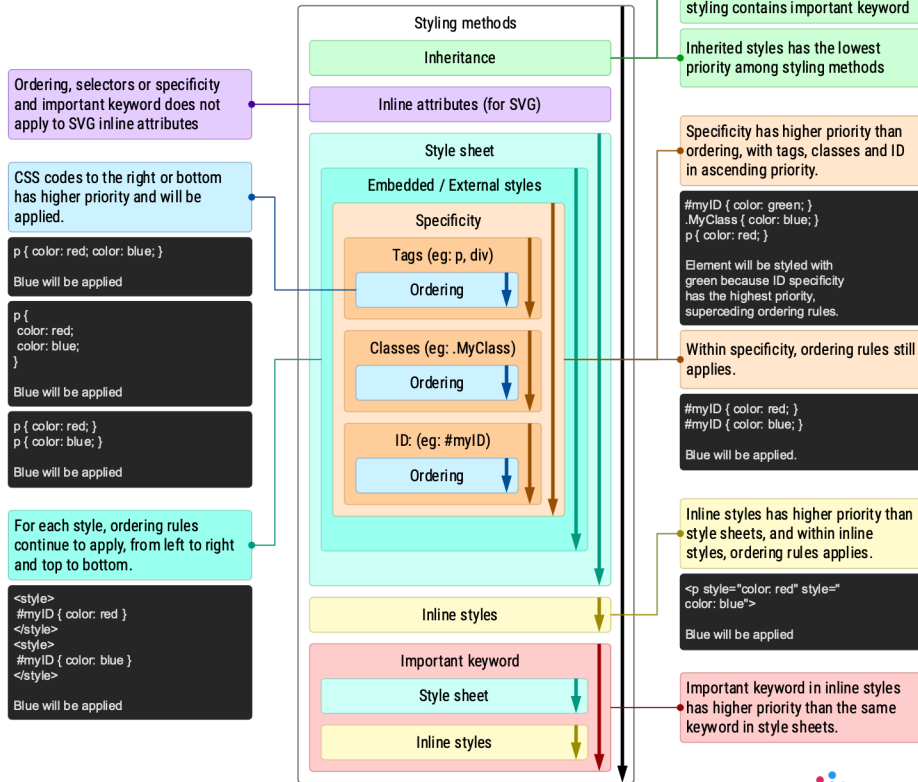 Styling methods
Inheritance
Inline attributes (for SVG)
Style sheet
Embedded / External styles
Specificity
Tags (eg: p, div)
Ordering
Classes (eg: .MyClass)
Ordering
ID: (eg: #myID)
Ordering
Inline styles
Important keyword
Style sheet
Inline styles
Ordering, selectors or specificity
and important keyword does not
apply to SVG inline attributes
CSS codes to the right or bottom
has higher priority and will be
applied.
p { color: red; color: blue; }
Blue will be applied
p {
color: red;
color: blue;
}
Blue will be applied
p { color: red; }
p { color: blue; }
Blue will be applied
For each style, ordering rules
continue to apply, from left to right
and top to bottom.
<style>
#myID { color: red }
</style>
<style>
#myID { color: blue }
</style>
Blue will be applied
styling contains important keyword
Inherited styles has the lowest
priority among styling methods
Specificity has higher priority than
ordering, with tags, classes and ID
in ascending priority.
#myID { color: green; }
.MyClass { color: blue; }
p { color: red; }
Element will be styled with
green because ID specificity
has the highest priority,
superceding ordering rules.
Within specificity, ordering rules still
applies.
#myID { color: red; }
#myID { color: blue; }
Blue will be applied.
Inline styles has higher priority than
style sheets, and within inline
styles, ordering rules applies.
<p style="color: red" style="
color: blue">
Blue will be applied
Important keyword in inline styles
has higher priority than the same
keyword in style sheets.